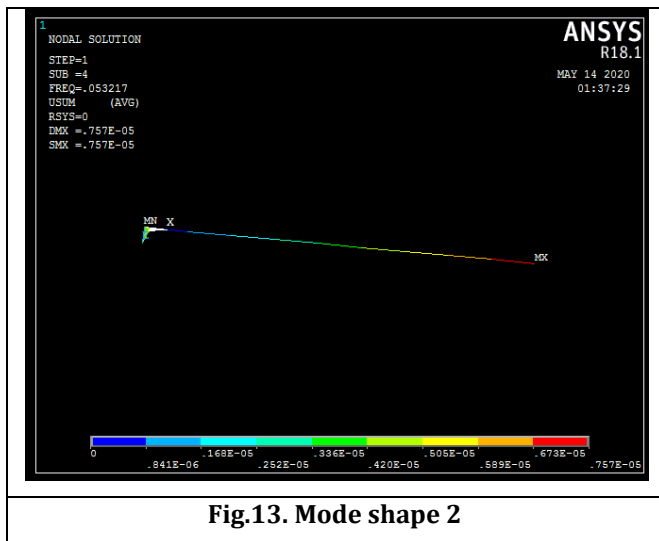 1
NODAL SOLUTION
STEP=1
SUB =4
FREQ=.053217
USUM (AVG)
RSYS=0
DMX =.757E-05
SMX =.757E-05
ANSYS
R18.1
MAY 14 2020
01:37:29
MN X
MX
0 .168E-05 .336E-05 .505E-05 .673E-05
.841E-06 .252E-05 .420E-05 .589E-05 .757E-05
Fig.13. Mode shape 2